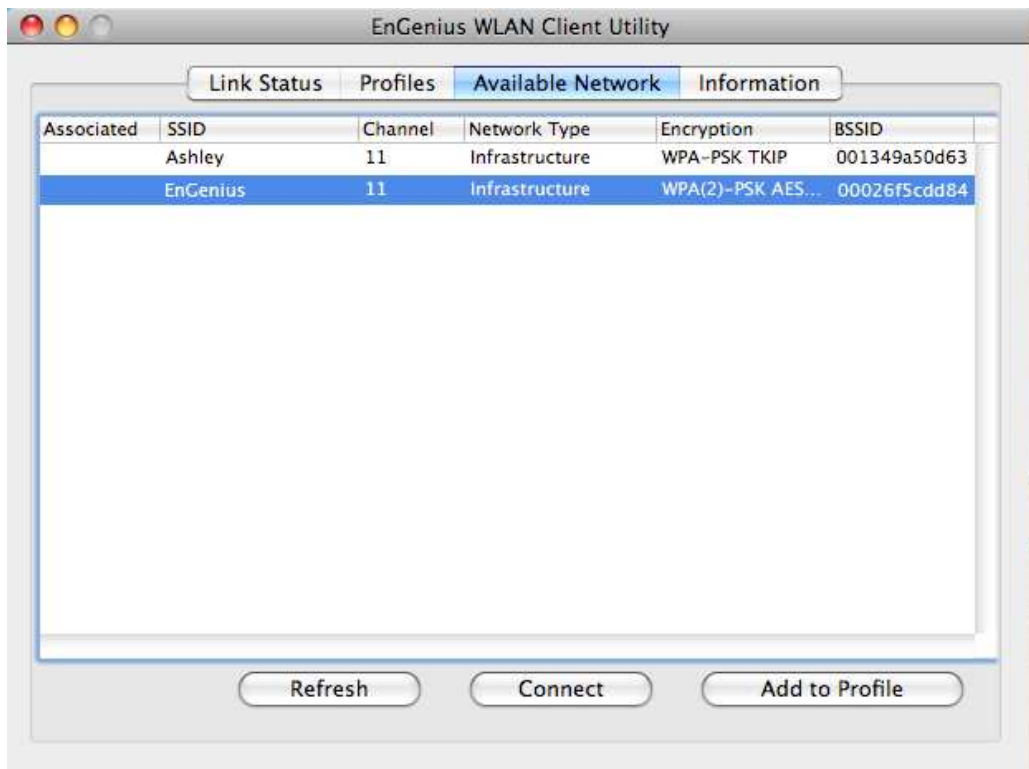 EnGenius WLAN Client Utility
Link Status Profiles Available Network Information
Associated SSID Channel Network Type Encryption BSSID
Ashley 11 Infrastructure WPA-PSK TKIP 001349a50d63
EnGenius 11 Infrastructure WPA(2)-PSK AES... 00026f5cdd84
Refresh Connect Add to Profile